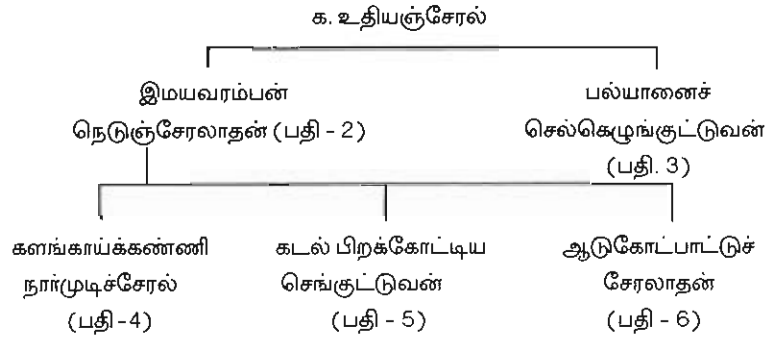 க. உதியஞ்சேரல்
இமயவரம்பன்
நெடுஞ்சேரலாதன் (பதி - 2)
பல்யானைச்
செல்கெழுங்குட்டுவன்
(பதி. 3)
களங்காய்க்கண்ணி
நார்முடிச்சேரல்
(பதி -4)
கடல் பிறக்கோட்டிய
செங்குட்டுவன்
(பதி - 5)
ஆடுகோட்பாட்டுச்
சேரலாதன்
(பதி - 6)